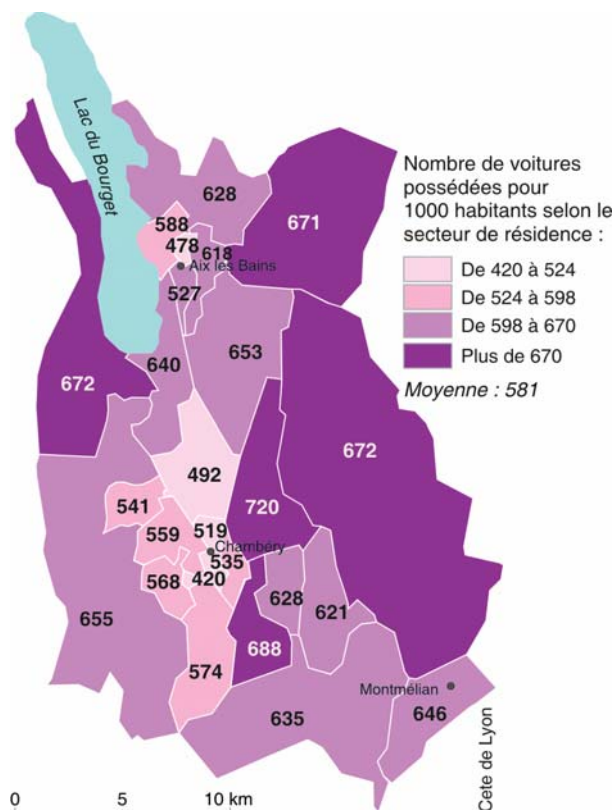 Lac du Bourget
628
671
588
478
618
Aix les Bains
527
640
653
672
672
492
720
541
519
559
Chambéry
535
568
420
628
621
655
688
574
Montmélian
635
646
Nombre de voitures
possédées pour
1000 habitants selon le
secteur de résidence :
De 420 à 524
De 524 à 598
De 598 à 670
Plus de 670
Moyenne : 581
Cete de Lyon
0 5 10 km